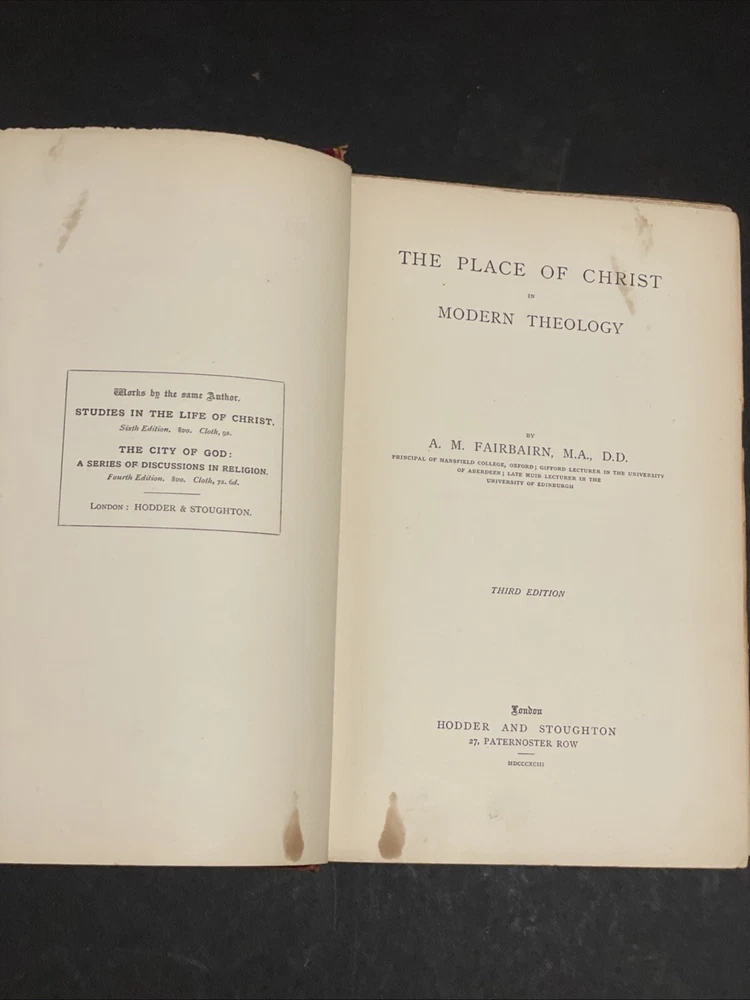 Works by the same Author.
STUDIES IN THE LIFE OF CHRIST.
Sixth Edition. 8vo. Cloth, 9s.
THE CITY OF GOD:
A SERIES OF DISCUSSIONS IN RELIGION.
Fourth Edition. 8vo. Cloth, 7s. 6d.
LONDON: HODDER & STOUGHTON.
THE PLACE OF CHRIST
IN
MODERN THEOLOGY
BY
A. M. FAIRBAIRN, M.A., D.D.
PRINCIPAL OF MANSFIELD COLLEGE, OXFORD; GIFFORD LECTURER IN THE UNIVERSITY
OF ABERDEEN; LATE MUIR LECTURER IN THE
UNIVERSITY OF EDINBURGH
THIRD EDITION
London
HODDER AND STOUGHTON
27, PATERNOSTER ROW
MDCCCXCIII